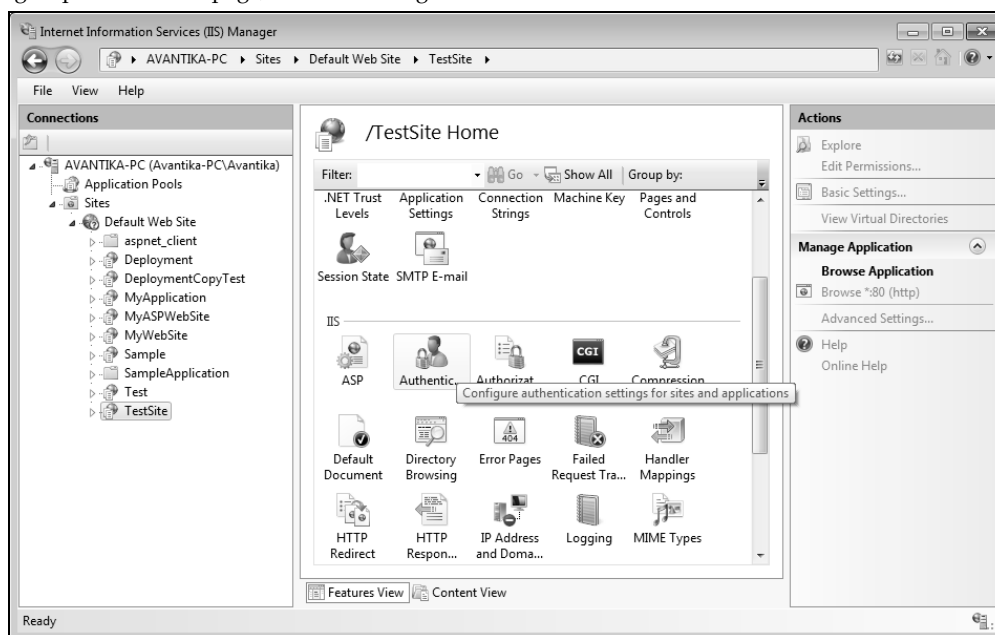 Internet Information Services (IIS) Manager
AVANTIKA-PC Sites Default Web Site TestSite
File View Help
Connections
AVANTIKA-PC (Avantika-PC\Avantika)
Application Pools
Sites
Default Web Site
aspnet_client
Deployment
DeploymentCopyTest
MyApplication
MyASPWebSite
MyWebSite
Sample
SampleApplication
Test
TestSite
/TestSite Home
Filter: Go Show All Group by:
.NET Trust Application Connection Machine Key Pages and
Levels Settings Strings Controls
Session State SMTP E-mail
IIS
ASP Authentic... Authorizat... CGI Compression
Configure authentication settings for sites and applications
CGI
404
Default Directory Error Pages Failed Handler
Document Browsing Request Tra... Mappings
HTTP HTTP IP Address Logging MIME Types
Redirect Respon... and Doma...
Features View Content View
Actions
Explore
Edit Permissions...
Basic Settings...
View Virtual Directories
Manage Application
Browse Application
Browse *:80 (http)
Advanced Settings...
Help
Online Help
Ready